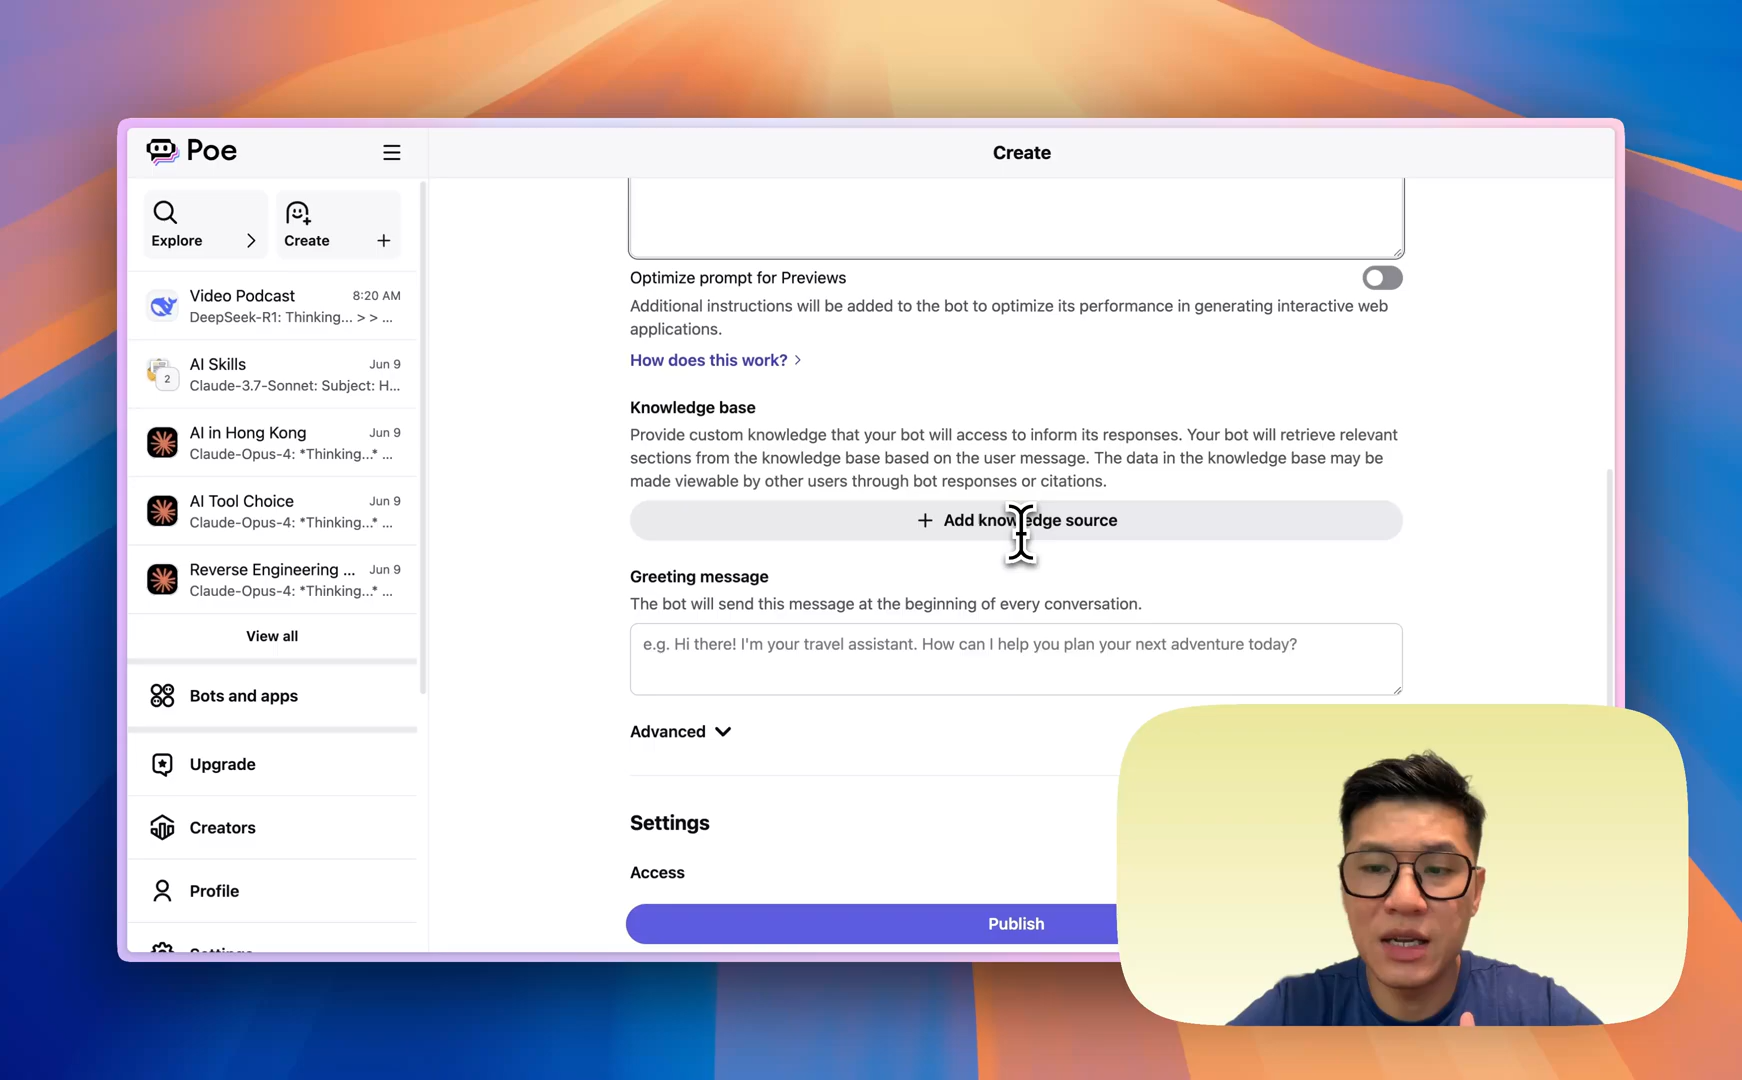 Poe
Create
Explore
Create
Video Podcast 8:20 AM
DeepSeek-R1: Thinking... > > ...
AI Skills Jun 9
2
Claude-3.7-Sonnet: Subject: H...
AI in Hong Kong Jun 9
Claude-Opus-4: *Thinking...* ...
AI Tool Choice Jun 9
Claude-Opus-4: *Thinking...* ...
Reverse Engineering ... Jun 9
Claude-Opus-4: *Thinking...* ...
View all
Bots and apps
Upgrade
Creators
Profile
Settings
Optimize prompt for Previews
Additional instructions will be added to the bot to optimize its performance in generating interactive web
applications.
How does this work?
Knowledge base
Provide custom knowledge that your bot will access to inform its responses. Your bot will retrieve relevant
sections from the knowledge base based on the user message. The data in the knowledge base may be
made viewable by other users through bot responses or citations.
+ Add knowledge source
Greeting message
The bot will send this message at the beginning of every conversation.
e.g. Hi there! I'm your travel assistant. How can I help you plan your next adventure today?
Advanced
Settings
Access
Publish